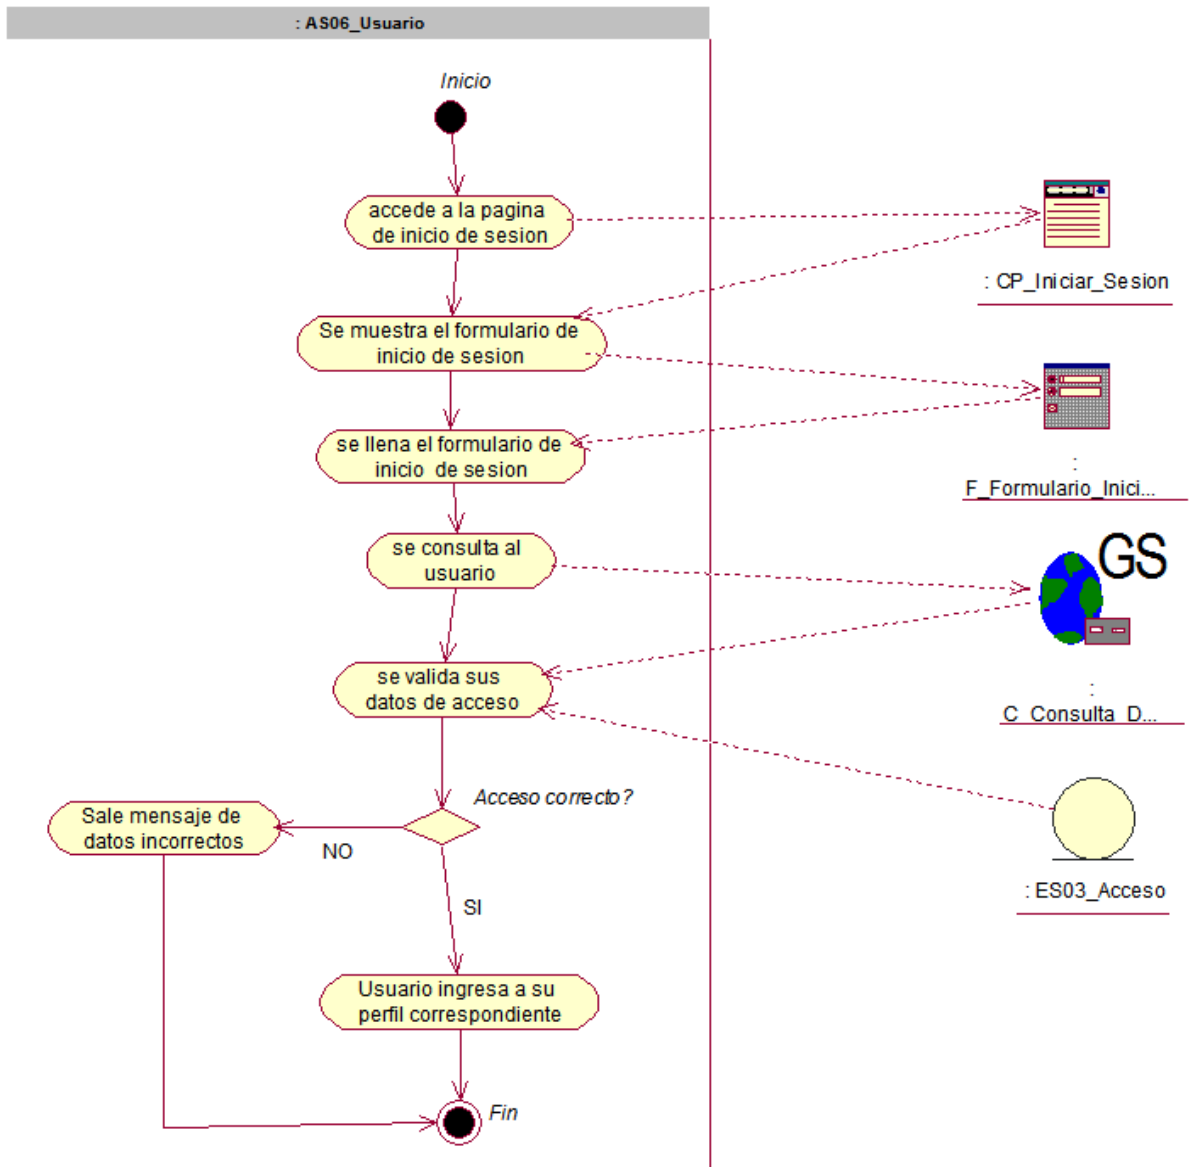 : AS06_Usuario
Inicio
accede a la pagina
de inicio de sesion
: CP_Iniciar_Sesion
Se muestra el formulario de
inicio de sesion
:
F_Formulario_Inici...
se llena el formulario de
inicio de sesion
GS
se consulta al
usuario
:
C_Consulta_D...
se valida sus
datos de acceso
Acceso correcto?
Sale mensaje de
datos incorrectos
NO
SI
: ES03_Acceso
Usuario ingresa a su
perfil correspondiente
Fin